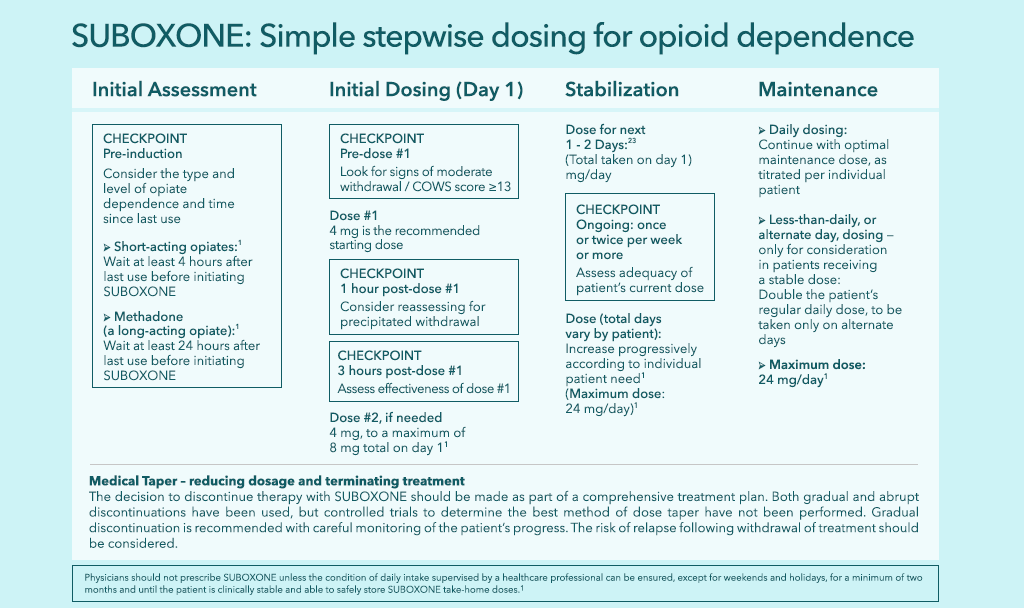 SUBOXONE: Simple stepwise dosing for opioid dependence
Initial Assessment
CHECKPOINT
Pre-induction
Consider the type and
level of opiate
dependence and time
since last use
➢ Short-acting opiates:¹
Wait at least 4 hours after
last use before initiating
SUBOXONE
➢ Methadone
(a long-acting opiate):¹
Wait at least 24 hours after
last use before initiating
SUBOXONE
Initial Dosing (Day 1)
CHECKPOINT
Pre-dose #1
Look for signs of moderate
withdrawal / COWS score ≥13
Dose #1
4 mg is the recommended
starting dose
CHECKPOINT
1 hour post-dose #1
Consider reassessing for
precipitated withdrawal
CHECKPOINT
3 hours post-dose #1
Assess effectiveness of dose #1
Dose #2, if needed
4 mg, to a maximum of
8 mg total on day 1¹
Stabilization
Dose for next
1 - 2 Days:²³
(Total taken on day 1)
mg/day
CHECKPOINT
Ongoing: once
or twice per week
or more
Assess adequacy of
patient's current dose
Dose (total days
vary by patient):
Increase progressively
according to individual
patient need¹
(Maximum dose:
24 mg/day)¹
Maintenance
➢ Daily dosing:
Continue with optimal
maintenance dose, as
titrated per individual
patient
➢ Less-than-daily, or
alternate day, dosing –
only for consideration
in patients receiving
a stable dose:
Double the patient's
regular daily dose, to be
taken only on alternate
days
➢ Maximum dose:
24 mg/day¹
Medical Taper – reducing dosage and terminating treatment
The decision to discontinue therapy with SUBOXONE should be made as part of a comprehensive treatment plan. Both gradual and abrupt
discontinuations have been used, but controlled trials to determine the best method of dose taper have not been performed. Gradual
discontinuation is recommended with careful monitoring of the patient's progress. The risk of relapse following withdrawal of treatment should
be considered.
Physicians should not prescribe SUBOXONE unless the condition of daily intake supervised by a healthcare professional can be ensured, except for weekends and holidays, for a minimum of two
months and until the patient is clinically stable and able to safely store SUBOXONE take-home doses.¹